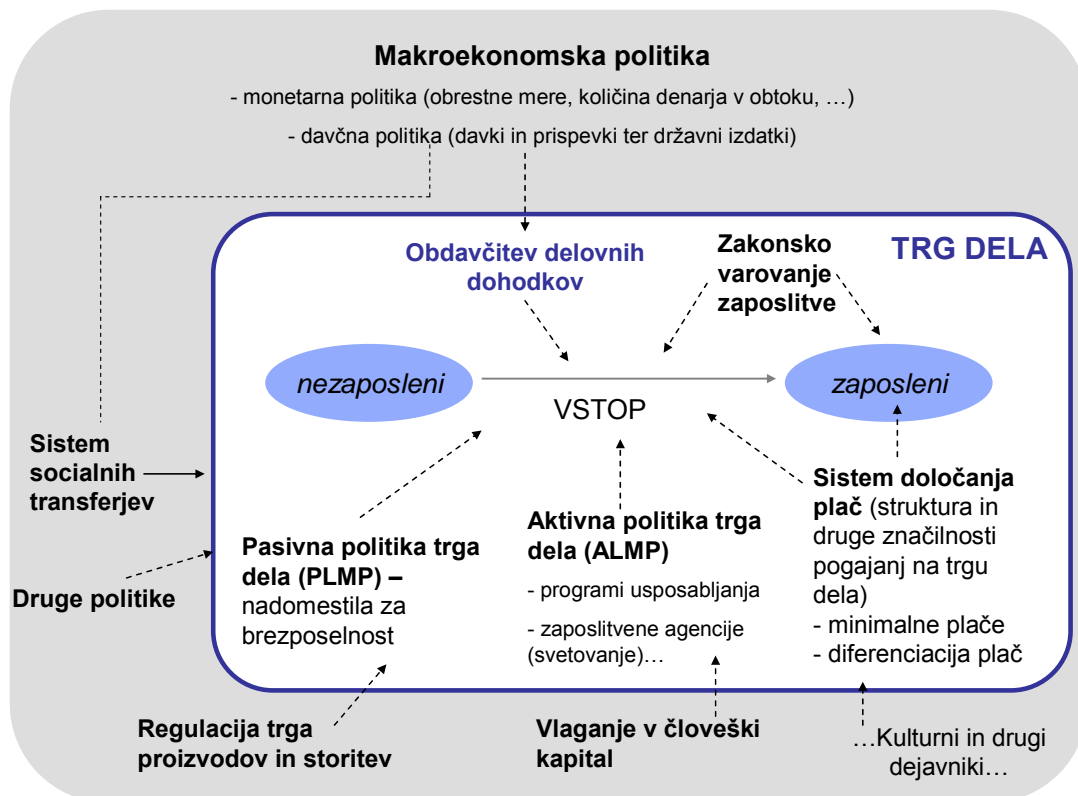 Makroekonomska politika
- monetarna politika (obrestne mere, količina denarja v obtoku, …)
- davčna politika (davki in prispevki ter državni izdatki)
TRG DELA
Obdavčitev delovnih
dohodkov
Zakonsko
varovanje
zaposlitve
nezaposleni
zaposleni
VSTOP
Sistem
socialnih
transferjev
Druge politike
Pasivna politika trga
dela (PLMP) –
nadomestila za
brezposelnost
Aktivna politika trga
dela (ALMP)
- programi usposabljanja
- zaposlitvene agencije
(svetovanje)…
Sistem določanja
plač (struktura in
druge značilnosti
pogajanj na trgu
dela)
- minimalne plače
- diferenciacija plač
Regulacija trga
proizvodov in storitev
Vlaganje v človeški
kapital
…Kulturni in drugi
dejavniki…